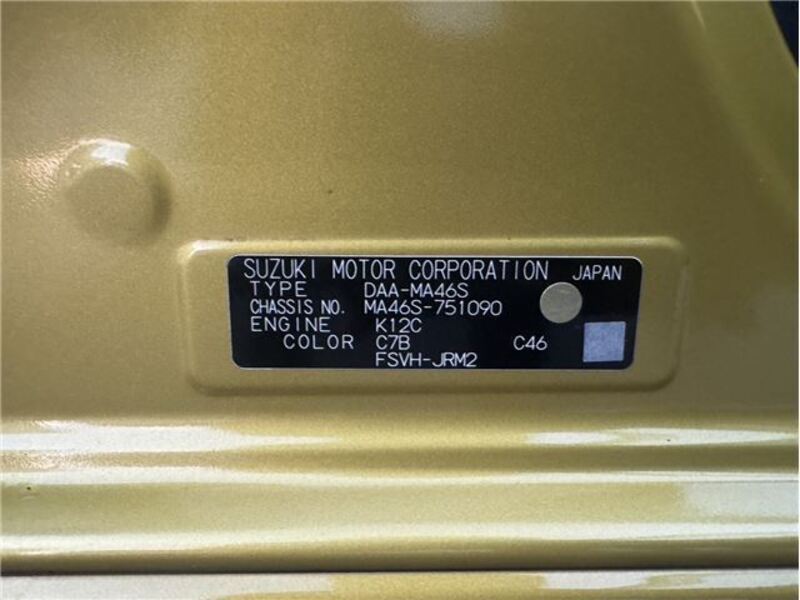 SUZUKI MOTOR CORPORATION JAPAN
TYPE DAA-MA46S
CHASSIS NO. MA46S-751090
ENGINE K12C
COLOR C7B C46
FSVH-JRM2